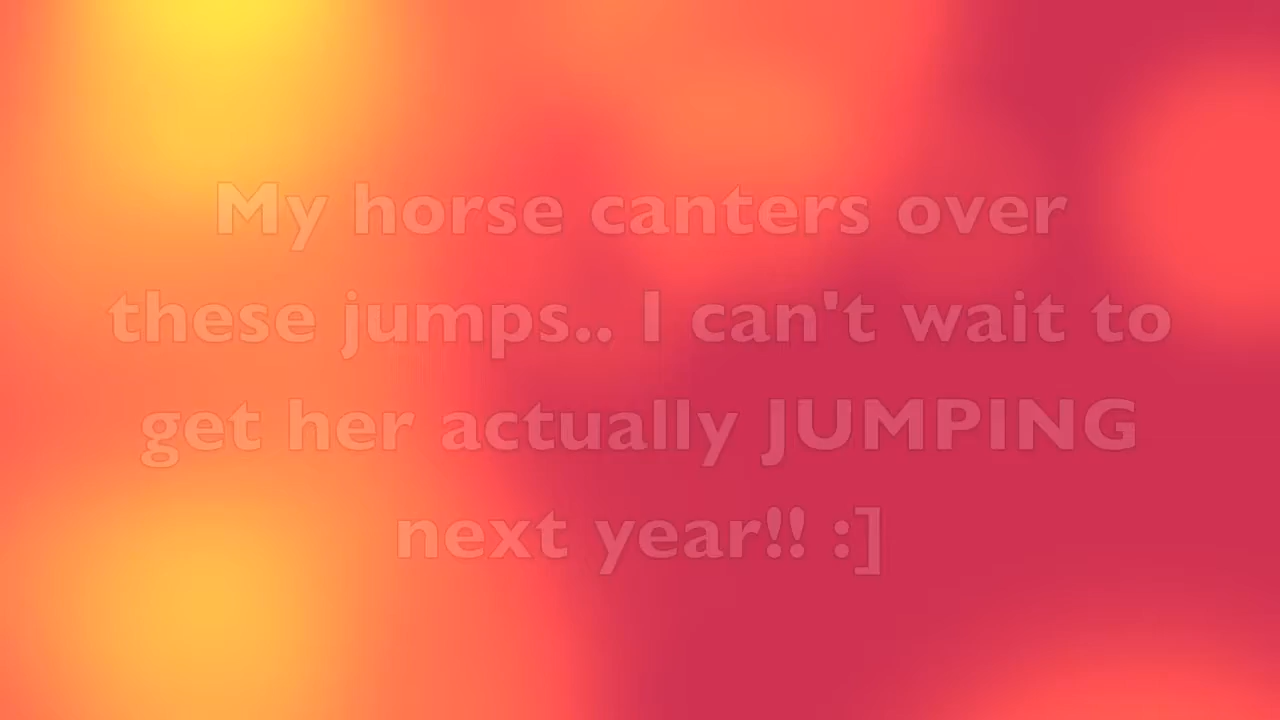 My horse canters over
these jumps.. I can't wait to
get her actually JUMPING
next year!! :]